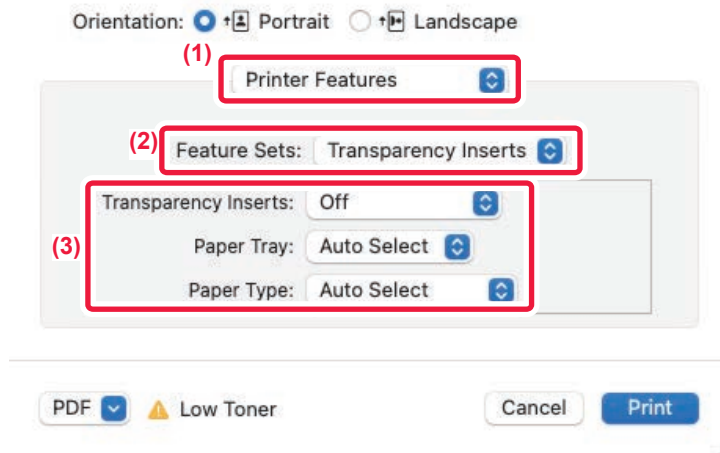 Orientation: Portrait Landscape
(1)
Printer Features
(2)
Feature Sets: Transparency Inserts
(3)
Transparency Inserts: Off
Paper Tray: Auto Select
Paper Type: Auto Select
PDF Low Toner Cancel Print